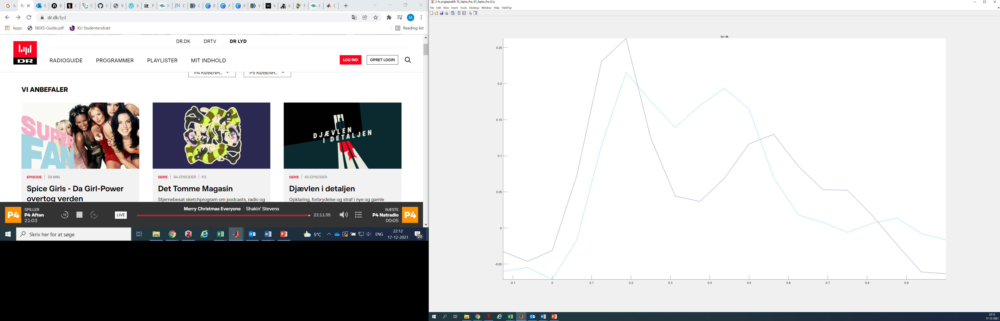 dr.dk/lyd
Apps NEXS-Guide.pdf KU Studenteridræt Reading list
DR.DK DRTV DR LYD
lyd
DR
RADIOGUIDE PROGRAMMER PLAYLISTER MIT INDHOLD LOG IND OPRET LOGIN
P4 KØBENH... P5 KØBENH...
VI ANBEFALER
SUPER
FAN
DJÆVLEN
I DETALJEN
EPISODE 39 MIN.
Spice Girls - Da Girl-Power
overtog verden
SERIE 94 EPISODER P3
Det Tomme Magasin
Stjernebesat sketchprogram om podcasts, radio og
SERIE 60 EPISODER
Djævlen i detaljen
Opklaring, forbrydelse og straf i nye og gamle
P4
SPILLER
P4 Aften
21:03
15
15
LIVE
Merry Christmas Everyone Shakin' Stevens
22:11:35
NÆSTE
P4 Natradio
00:05
P4
Skriv her for at søge
5°C
ENG
22:12
17-12-2021
20
2: ft_singleplotER: TS_Alpha_Pre, ET_Alpha_Pre (Cz)
File Edit View Insert Tools Desktop Window Help FieldTrip
Cz / 30
0.25
0.2
0.15
0.1
0.05
0
-0.05
-0.1 0 0.1 0.2 0.3 0.4 0.5 0.6 0.7 0.8 0.9
22:12
17-12-2021